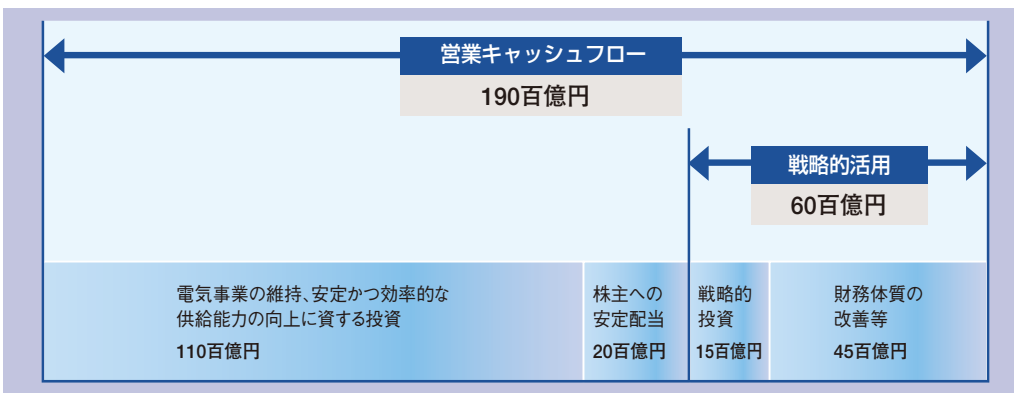 営業キャッシュフロー
190百億円
戦略的活用
60百億円
電気事業の維持、安定かつ効率的な
供給能力の向上に資する投資
110百億円
株主への
安定配当
20百億円
戦略的
投資
15百億円
財務体質の
改善等
45百億円